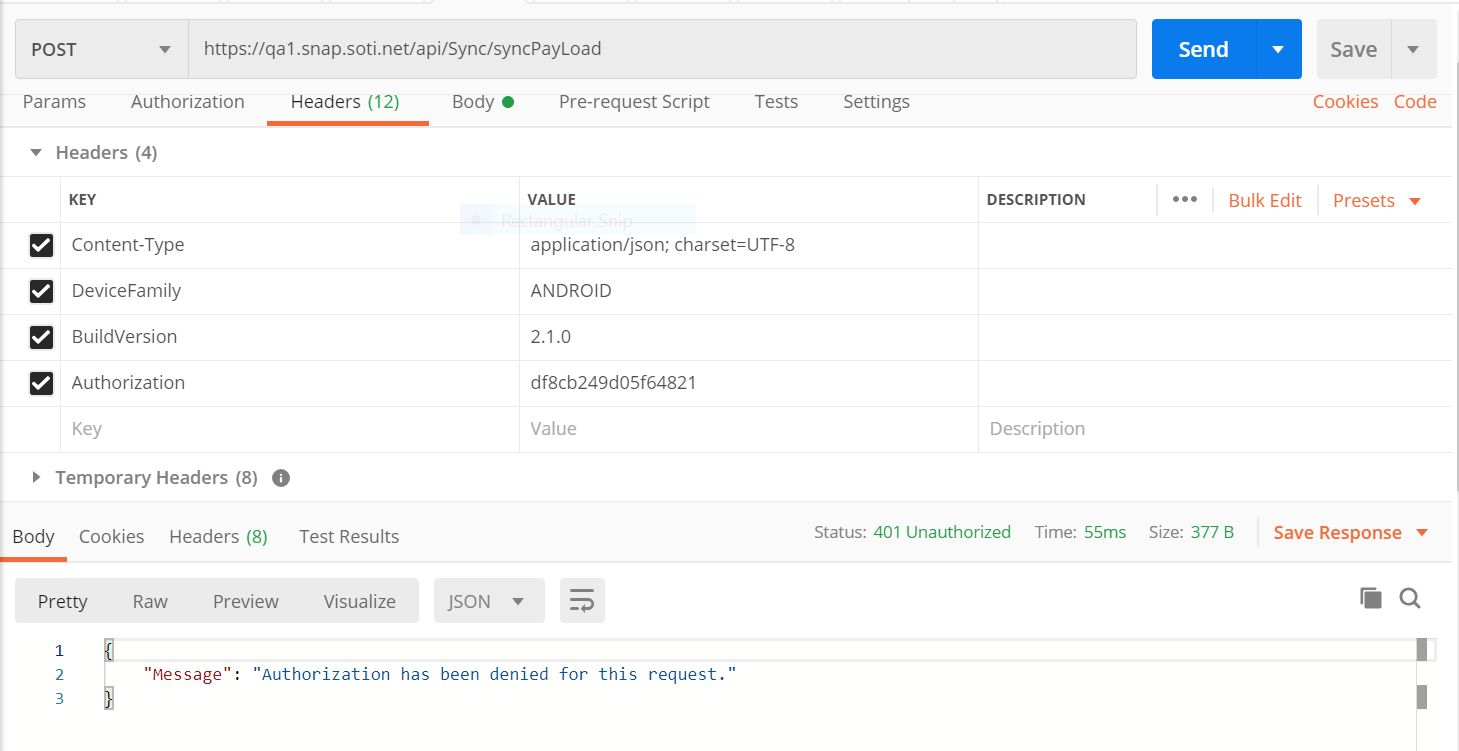 POST https://qa1.snap.soti.net/api/Sync/syncPayLoad Send Save
Params Authorization Headers (12) Body Pre-request Script Tests Settings Cookies Code
Headers (4)
KEY VALUE DESCRIPTION ••• Bulk Edit Presets
Rectangular Snip
Content-Type application/json; charset=UTF-8
DeviceFamily ANDROID
BuildVersion 2.1.0
Authorization df8cb249d05f64821
Key Value Description
Temporary Headers (8) i
Body Cookies Headers (8) Test Results Status: 401 Unauthorized Time: 55ms Size: 377 B Save Response
Pretty Raw Preview Visualize JSON
1 {
2 "Message": "Authorization has been denied for this request."
3 }